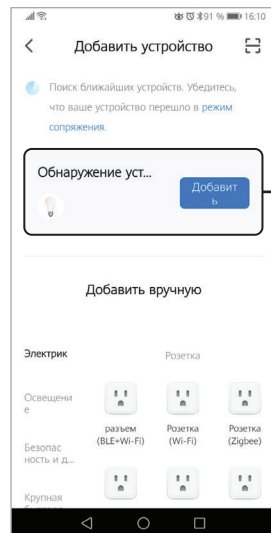 91 % 16:10
Добавить устройство
Поиск ближайших устройств. Убедитесь,
что ваше устройство перешло в режим
сопряжения.
Обнаружение уст...
Добавит
ь
Добавить вручную
Электрик
Розетка
Освещени
е
разъем
(BLE+Wi-Fi)
Розетка
(Wi-Fi)
Розетка
(Zigbee)
Безопас
ность и д...
Крупная